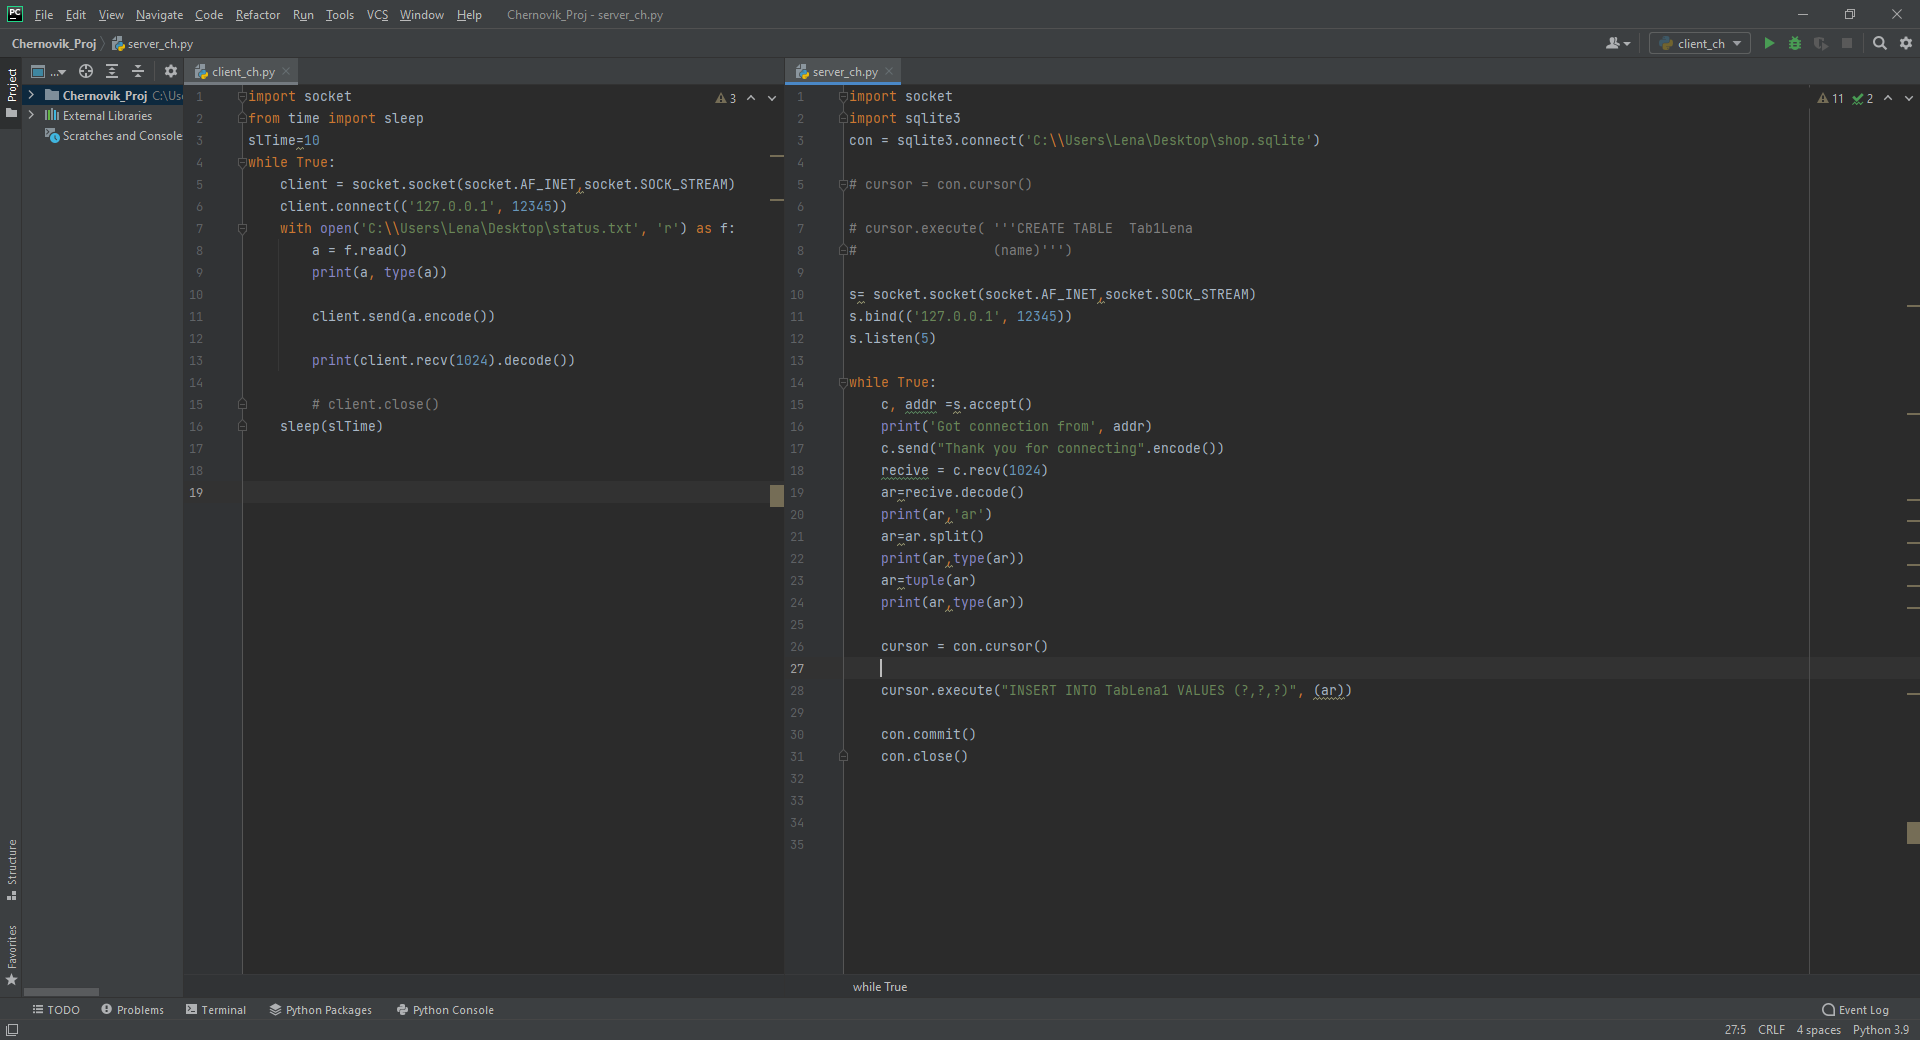 PC File Edit View Navigate Code Refactor Run Tools VCS Window Help Chernovik_Proj - server_ch.py
Chernovik_Proj server_ch.py client_ch
Project
... client_ch.py server_ch.py
Chernovik_Proj C:\Use
External Libraries
Scratches and Console
3
1 import socket
2 from time import sleep
3 slTime=10
4 while True:
5 client = socket.socket(socket.AF_INET,socket.SOCK_STREAM)
6 client.connect(('127.0.0.1', 12345))
7 with open('C:\\Users\Lena\Desktop\status.txt', 'r') as f:
8 a = f.read()
9 print(a, type(a))
10
11 client.send(a.encode())
12
13 print(client.recv(1024).decode())
14
15 # client.close()
16 sleep(slTime)
17
18
19
11 2
1 import socket
2 import sqlite3
3 con = sqlite3.connect('C:\\Users\Lena\Desktop\shop.sqlite')
4
5 # cursor = con.cursor()
6
7 # cursor.execute( '''CREATE TABLE  Tab1Lena
8 #                 (name)''')
9
10 s= socket.socket(socket.AF_INET,socket.SOCK_STREAM)
11 s.bind(('127.0.0.1', 12345))
12 s.listen(5)
13
14 while True:
15 c, addr =s.accept()
16 print('Got connection from', addr)
17 c.send("Thank you for connecting".encode())
18 recive = c.recv(1024)
19 ar=recive.decode()
20 print(ar,'ar')
21 ar=ar.split()
22 print(ar,type(ar))
23 ar=tuple(ar)
24 print(ar,type(ar))
25
26 cursor = con.cursor()
27
28 cursor.execute("INSERT INTO TabLena1 VALUES (?,?,?)", (ar))
29
30 con.commit()
31 con.close()
32
33
34
35
Structure
Favorites
while True
TODO Problems Terminal Python Packages Python Console Event Log
27:5 CRLF 4 spaces Python 3.9